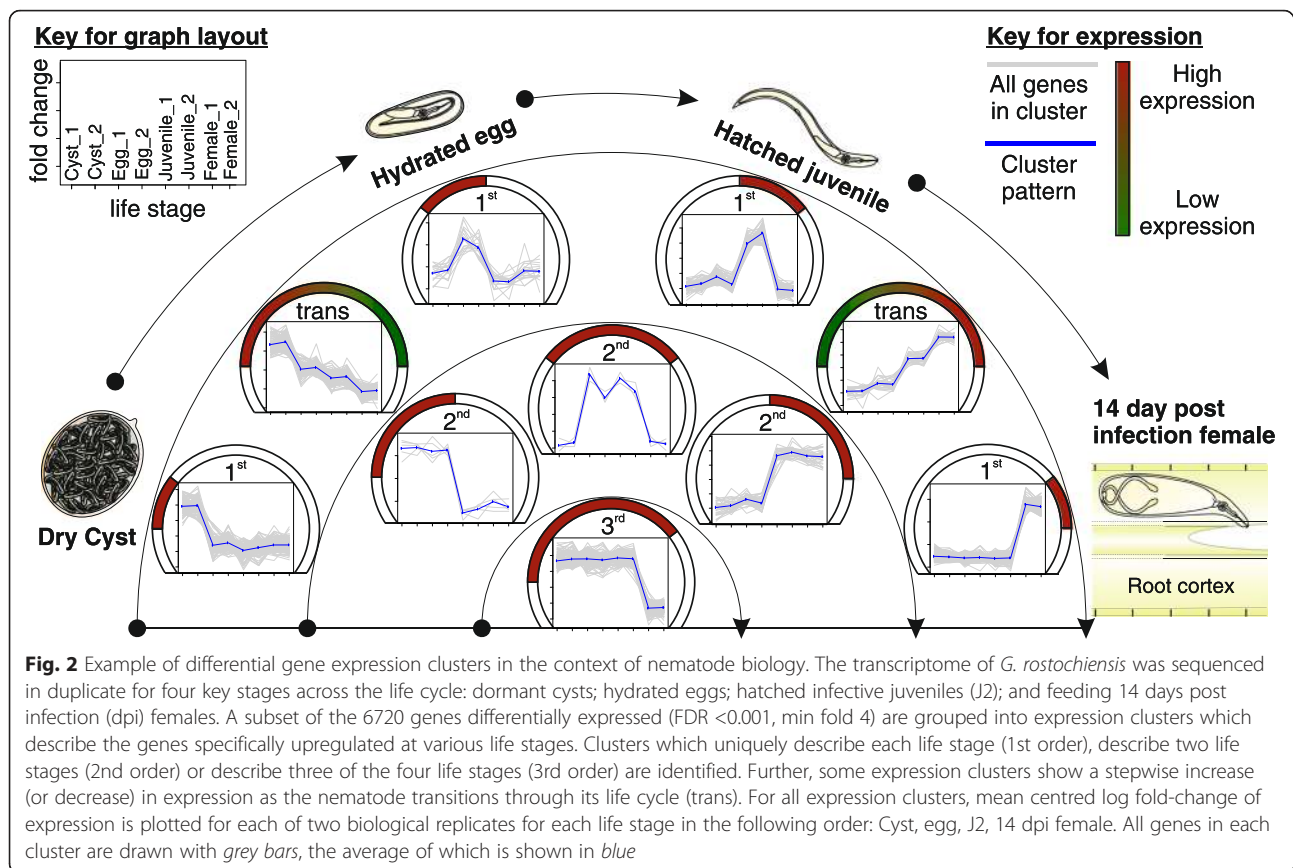 Key for graph layout
fold change
Cyst_1
Cyst_2
Egg_1
Egg_2
Juvenile_1
Juvenile_2
Female_1
Female_2
life stage
Hydrated egg
Hatched juvenile
Key for expression
All genes
in cluster
Cluster
pattern
High
expression
Low
expression
1st
1st
trans
trans
2nd
2nd
2nd
1st
1st
3rd
Dry Cyst
14 day post
infection female
Root cortex
Fig. 2 Example of differential gene expression clusters in the context of nematode biology. The transcriptome of G. rostochiensis was sequenced
in duplicate for four key stages across the life cycle: dormant cysts; hydrated eggs; hatched infective juveniles (J2); and feeding 14 days post
infection (dpi) females. A subset of the 6720 genes differentially expressed (FDR <0.001, min fold 4) are grouped into expression clusters which
describe the genes specifically upregulated at various life stages. Clusters which uniquely describe each life stage (1st order), describe two life
stages (2nd order) or describe three of the four life stages (3rd order) are identified. Further, some expression clusters show a stepwise increase
(or decrease) in expression as the nematode transitions through its life cycle (trans). For all expression clusters, mean centred log fold-change of
expression is plotted for each of two biological replicates for each life stage in the following order: Cyst, egg, J2, 14 dpi female. All genes in each
cluster are drawn with grey bars, the average of which is shown in blue